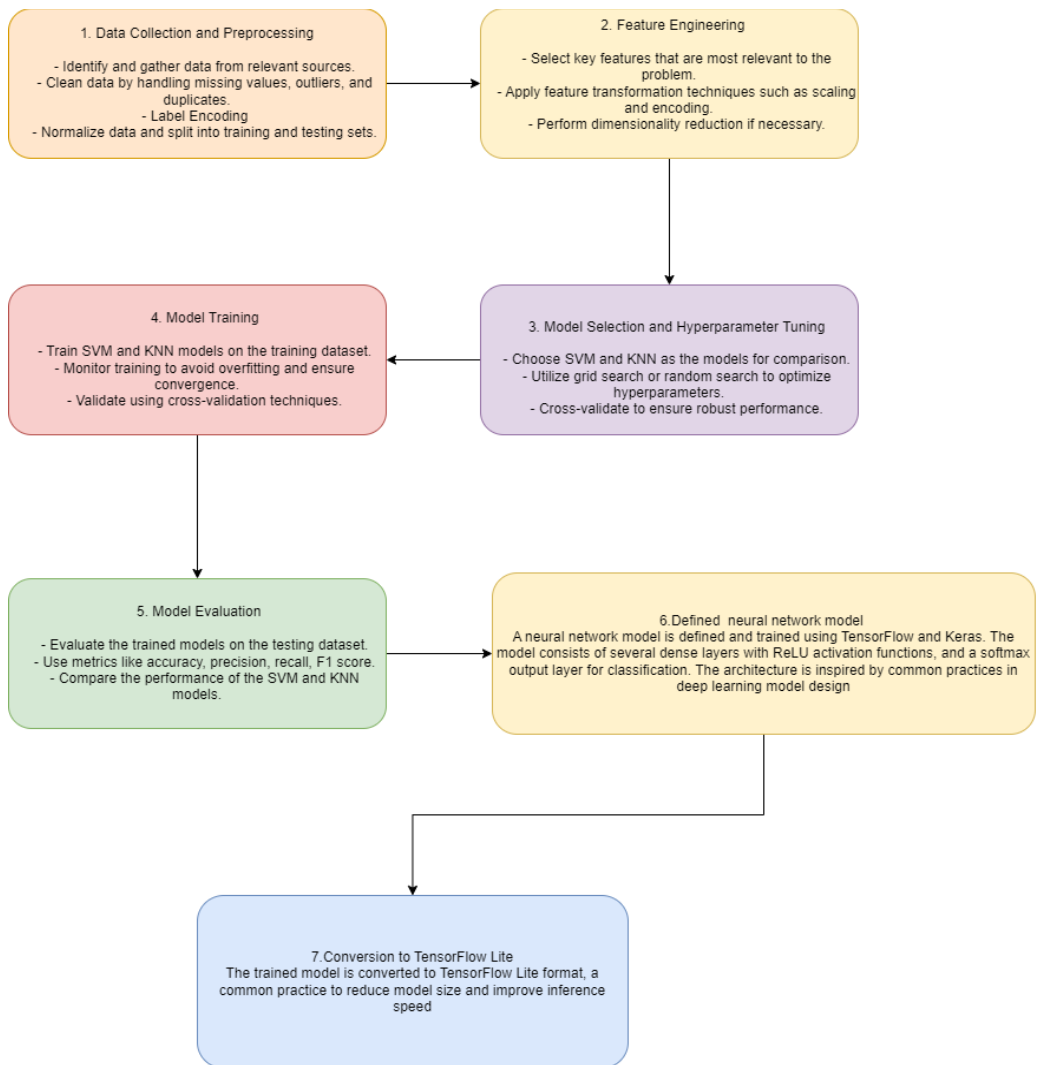 1. Data Collection and Preprocessing
- Identify and gather data from relevant sources.
- Clean data by handling missing values, outliers, and
duplicates.
- Label Encoding
- Normalize data and split into training and testing sets.
2. Feature Engineering
- Select key features that are most relevant to the
problem.
- Apply feature transformation techniques such as scaling
and encoding.
- Perform dimensionality reduction if necessary.
3. Model Selection and Hyperparameter Tuning
- Choose SVM and KNN as the models for comparison.
- Utilize grid search or random search to optimize
hyperparameters.
- Cross-validate to ensure robust performance.
4. Model Training
- Train SVM and KNN models on the training dataset.
- Monitor training to avoid overfitting and ensure
convergence.
- Validate using cross-validation techniques.
5. Model Evaluation
- Evaluate the trained models on the testing dataset.
- Use metrics like accuracy, precision, recall, F1 score.
- Compare the performance of the SVM and KNN
models.
6.Defined  neural network model
A neural network model is defined and trained using TensorFlow and Keras. The
model consists of several dense layers with ReLU activation functions, and a softmax
output layer for classification. The architecture is inspired by common practices in
deep learning model design
7.Conversion to TensorFlow Lite
The trained model is converted to TensorFlow Lite format, a
common practice to reduce model size and improve inference
speed